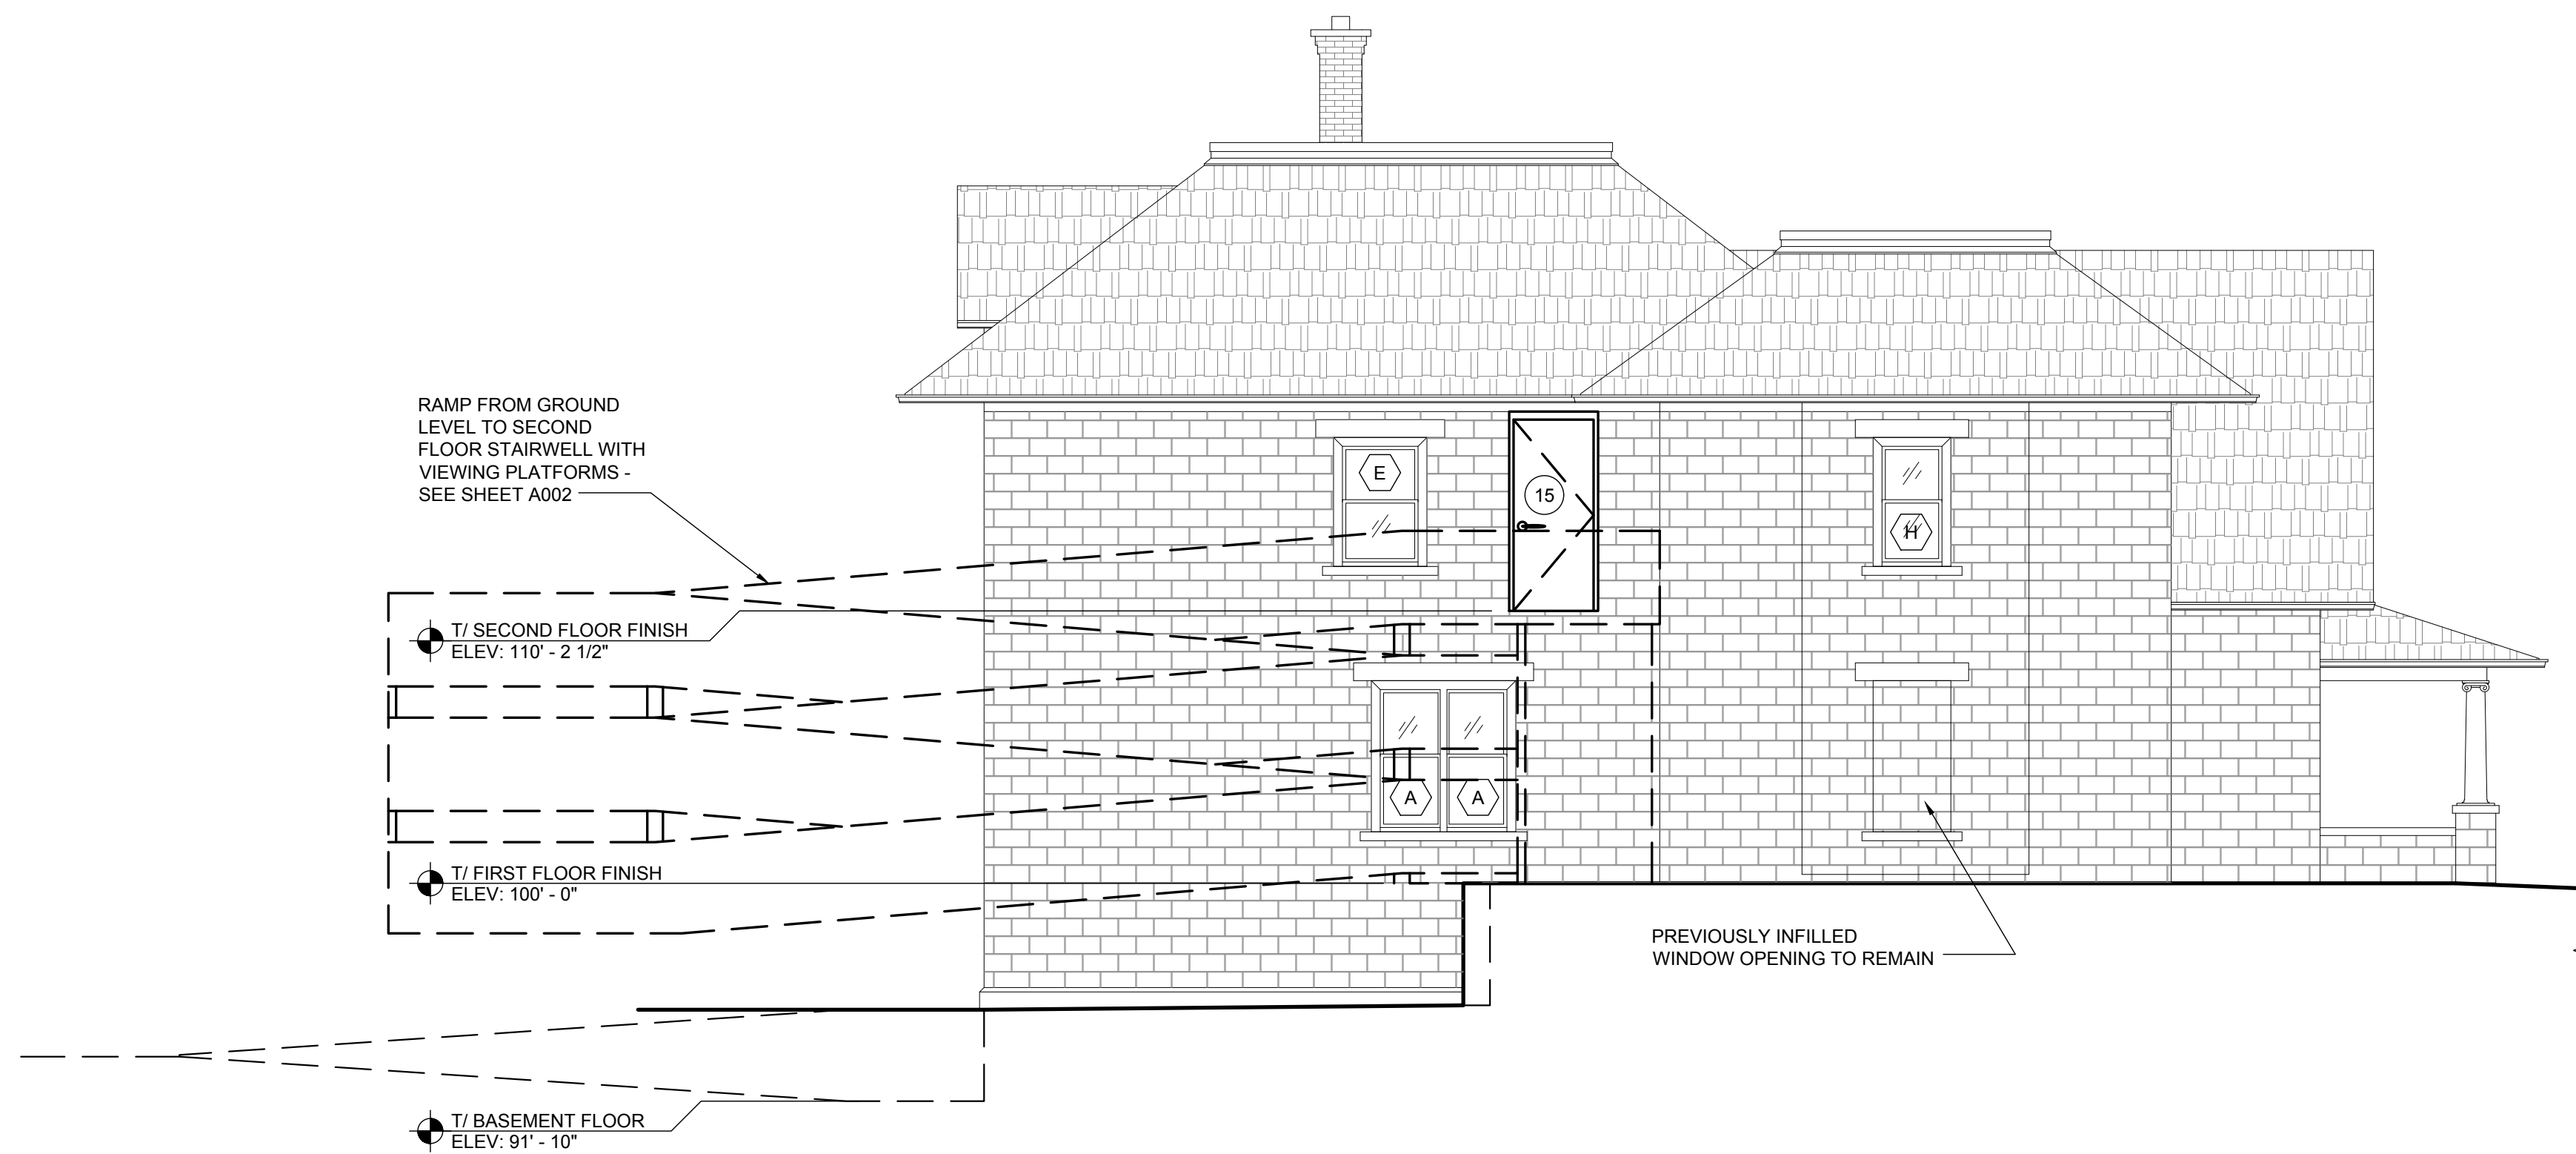 RAMP FROM GROUND
LEVEL TO SECOND
FLOOR STAIRWELL WITH
VIEWING PLATFORMS -
SEE SHEET A002
E
15
H
T/ SECOND FLOOR FINISH
ELEV: 110' - 2 1/2"
A
A
T/ FIRST FLOOR FINISH
ELEV: 100' - 0"
PREVIOUSLY INFILLED
WINDOW OPENING TO REMAIN
T/ BASEMENT FLOOR
ELEV: 91' - 10"